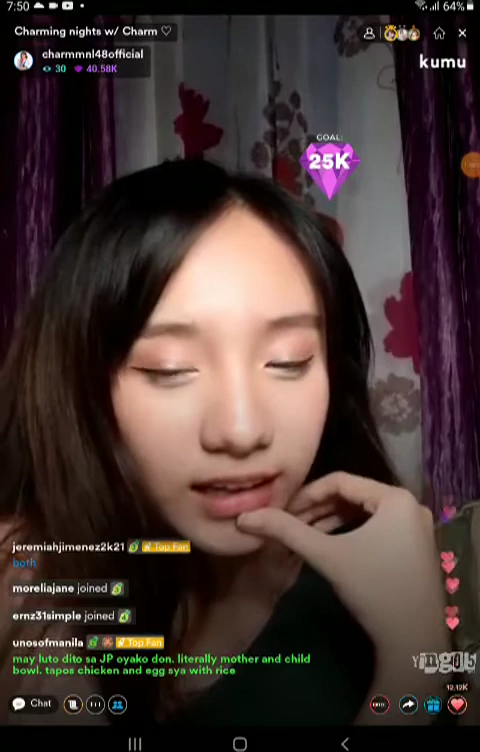 7:50
64%
Charming nights w/ Charm ♡
charmmnl48official
30 40.58K
kumu
GOAL:
25K
jeremiahjimenez2k21 Top Fan
both
moreliajane joined
ernz31simple joined
unosofmanila Top Fan
may luto dito sa JP oyako don. literally mother and child
bowl. tapos chicken and egg sya with rice
12.12K
Chat